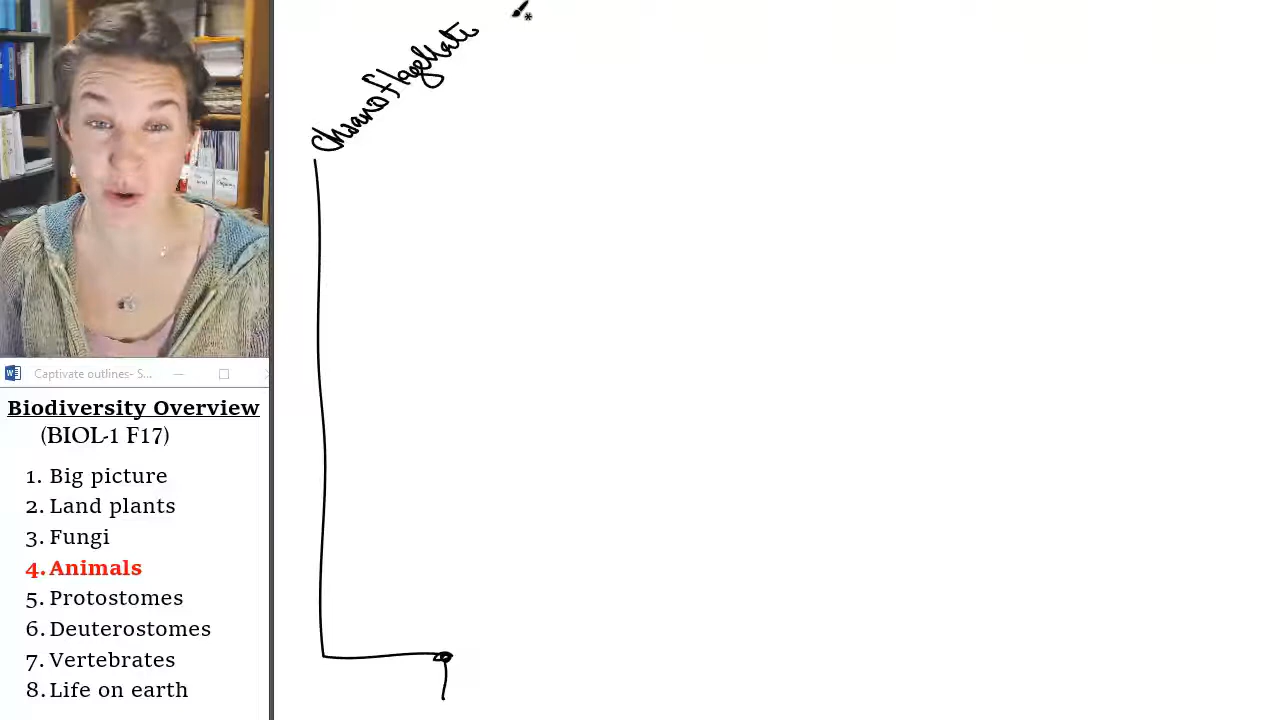 Choanoflagellate
Captivate outlines- S...
Biodiversity Overview
(BIOL-1 F17)
1. Big picture
2. Land plants
3. Fungi
4. Animals
5. Protostomes
6. Deuterostomes
7. Vertebrates
8. Life on earth